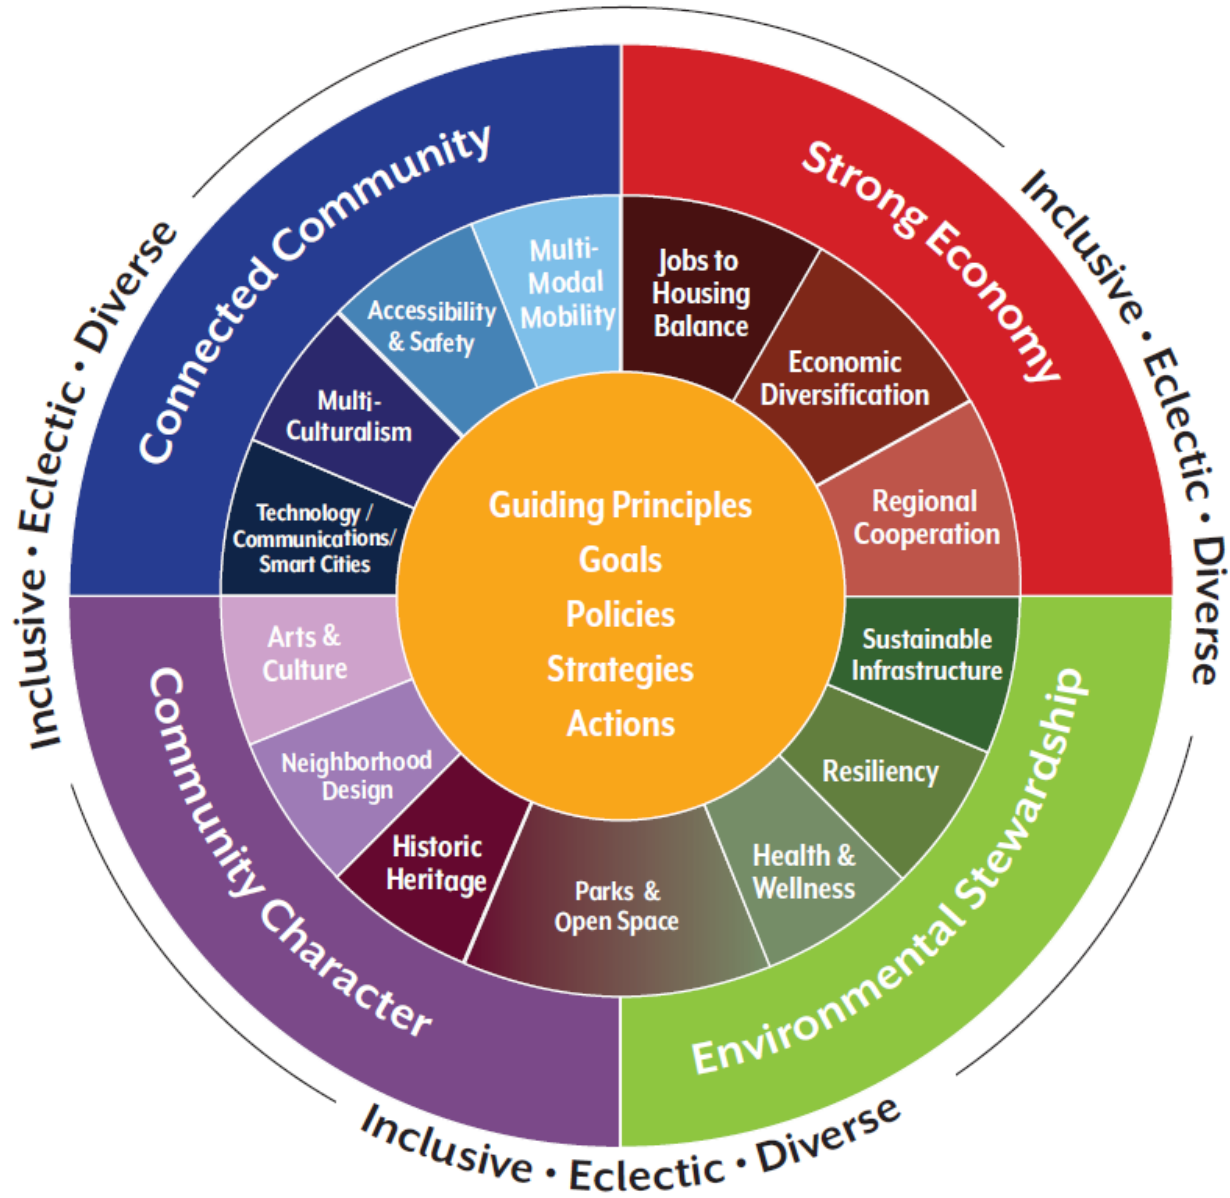 Inclusive • Eclectic • Diverse
Inclusive • Eclectic • Diverse
Inclusive • Eclectic • Diverse
Connected Community
Strong Economy
Environmental Stewardship
Community Character
Multi-
Modal
Mobility
Accessibility
& Safety
Multi-
Culturalism
Technology /
Communications/
Smart Cities
Jobs to
Housing
Balance
Economic
Diversification
Regional
Cooperation
Sustainable
Infrastructure
Resiliency
Health &
Wellness
Parks &
Open Space
Historic
Heritage
Neighborhood
Design
Arts &
Culture
Guiding Principles
Goals
Policies
Strategies
Actions